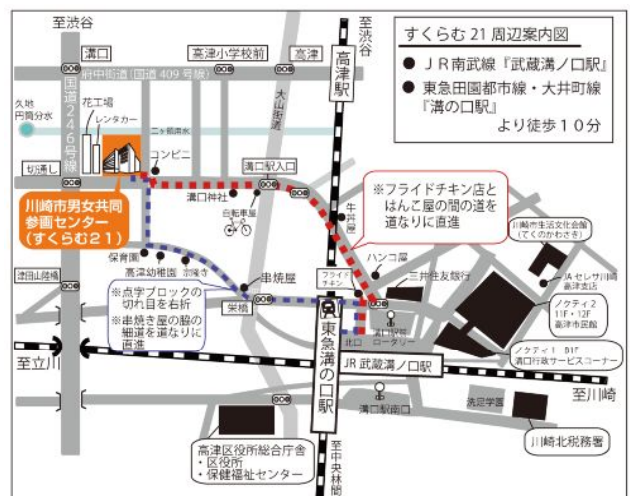 至渋谷
溝口
高津小学校前
高津
至渋谷
高津駅
府中街道(国道409号線)
国道246号線
大山街道
すくらむ21周辺案内図
● JR南武線『武蔵溝ノ口駅』
● 東急田園都市線・大井町線
『溝の口駅』
より徒歩10分
久地
円筒分水
花工場
レンタカー
二ヶ領用水
コンビニ
切通し
溝口駅入口
川崎市男女共同
参画センター
(すくらむ21)
溝口神社
自転車屋
牛丼屋
※フライドチキン店と
はんこ屋の間の道を
道なりに直進
川崎市生活文化会館
(てくのかわさき)
保育園
高津幼稚園
宗隆寺
串焼屋
ハンコ屋
三井住友銀行
JAセレサ川崎
高津支店
津田山陸橋
※点字ブロックの
切れ目を右折
※串焼き屋の脇の
細道を道なりに
直進
栄橋
フライド
チキン
溝口駅前
ロータリー
北口
ノクティ2
11F・12F
高津市民館
ノクティ1 B1F
溝口行政サービスコーナー
東急溝の口駅
JR武蔵溝ノ口駅
至立川
至川崎
溝口駅南口
洗足学園
川崎北税務署
高津区役所総合庁舎
・区役所
・保健福祉センター
至中央林間